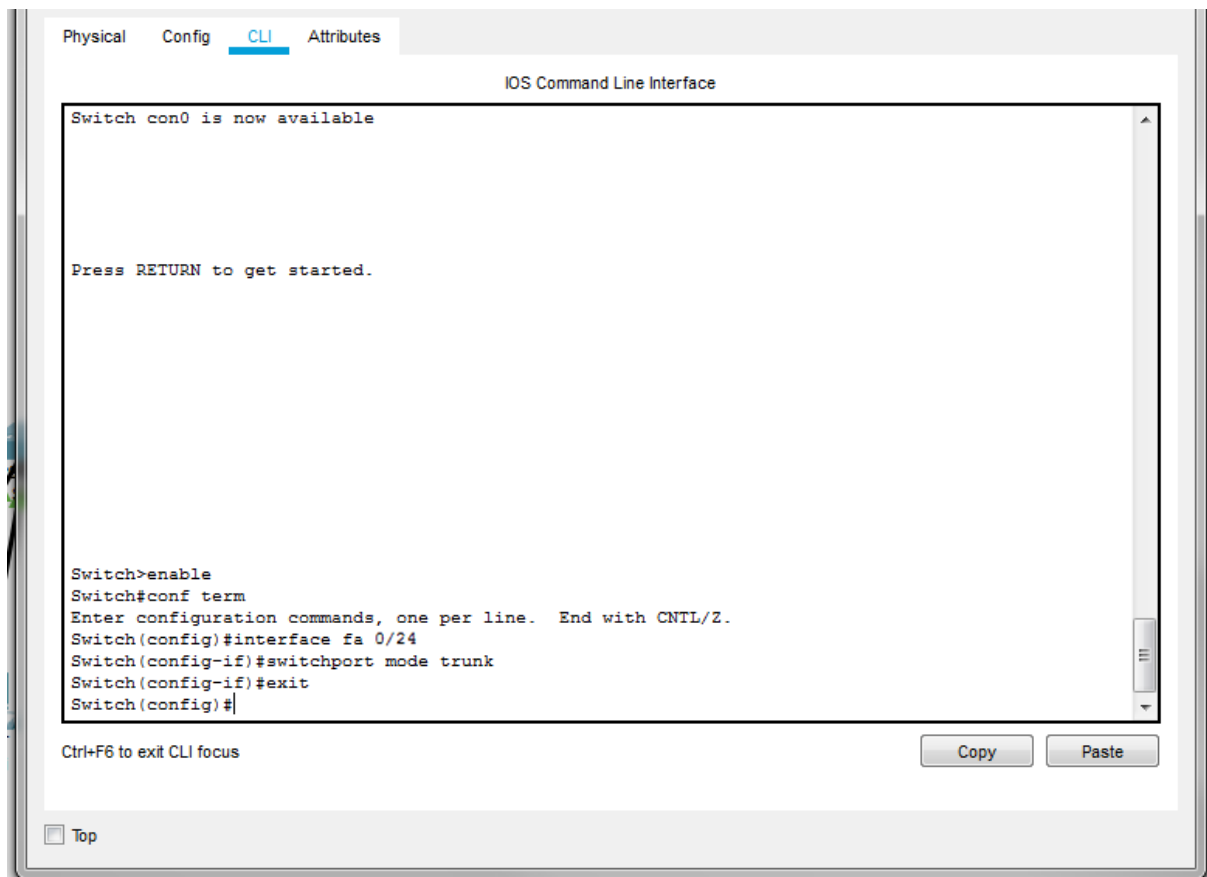 Physical Config CLI Attributes
IOS Command Line Interface
Switch con0 is now available
Press RETURN to get started.
Switch>enable
Switch#conf term
Enter configuration commands, one per line.  End with CNTL/Z.
Switch(config)#interface fa 0/24
Switch(config-if)#switchport mode trunk
Switch(config-if)#exit
Switch(config)#
Ctrl+F6 to exit CLI focus
Copy Paste
Top